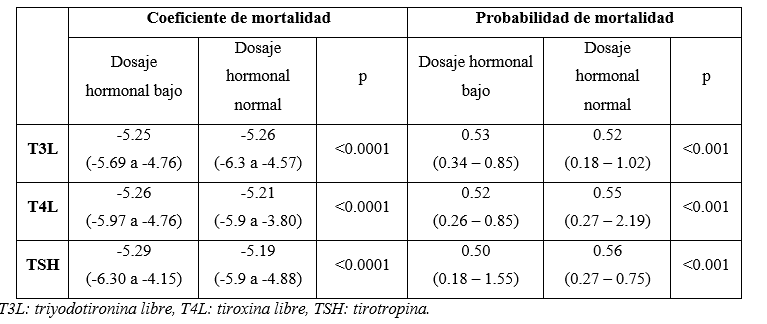 Coeficiente de mortalidad Probabilidad de mortalidad
Dosaje hormonal bajo Dosaje hormonal normal p Dosaje hormonal bajo Dosaje hormonal normal p
T3L -5.25 -5.26 <0.0001 0.53 0.52 <0.001
(-5.69 a -4.76) (-6.3 a -4.57) (0.34 – 0.85) (0.18 – 1.02)
T4L -5.26 -5.21 <0.0001 0.52 0.55 <0.001
(-5.97 a -4.76) (-5.9 a -3.80) (0.26 – 0.85) (0.27 – 2.19)
TSH -5.29 -5.19 <0.0001 0.50 0.56 <0.001
(-6.30 a -4.15) (-5.9 a -4.88) (0.18 – 1.55) (0.27 – 0.75)
T3L: triyodotironina libre, T4L: tiroxina libre, TSH: tirotropina.